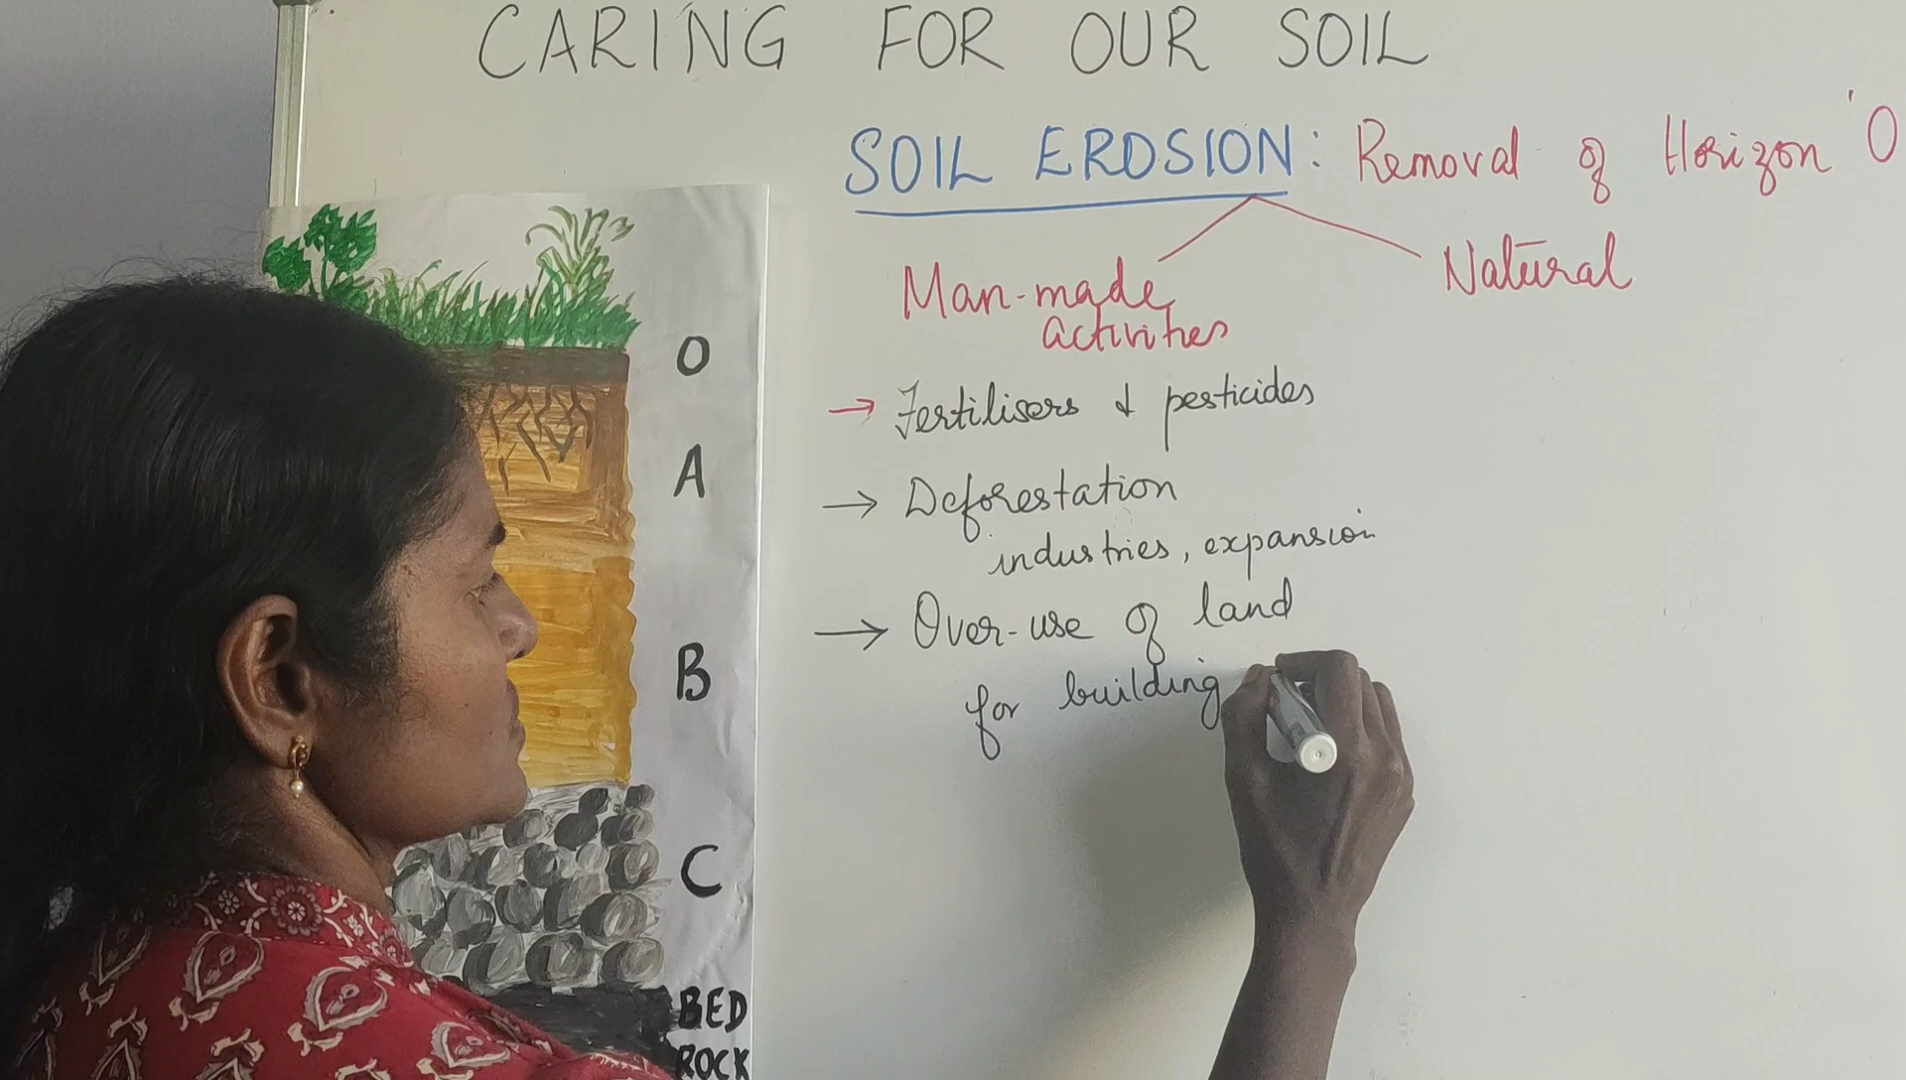 CARING FOR OUR SOIL
SOIL EROSION: Removal of Horizon 'O
Man-made
activities
Natural
→ Fertilisers & pesticides
→ Deforestation
industries, expansion
→ Over-use of land
for building
O
A
B
C
BED
ROCK